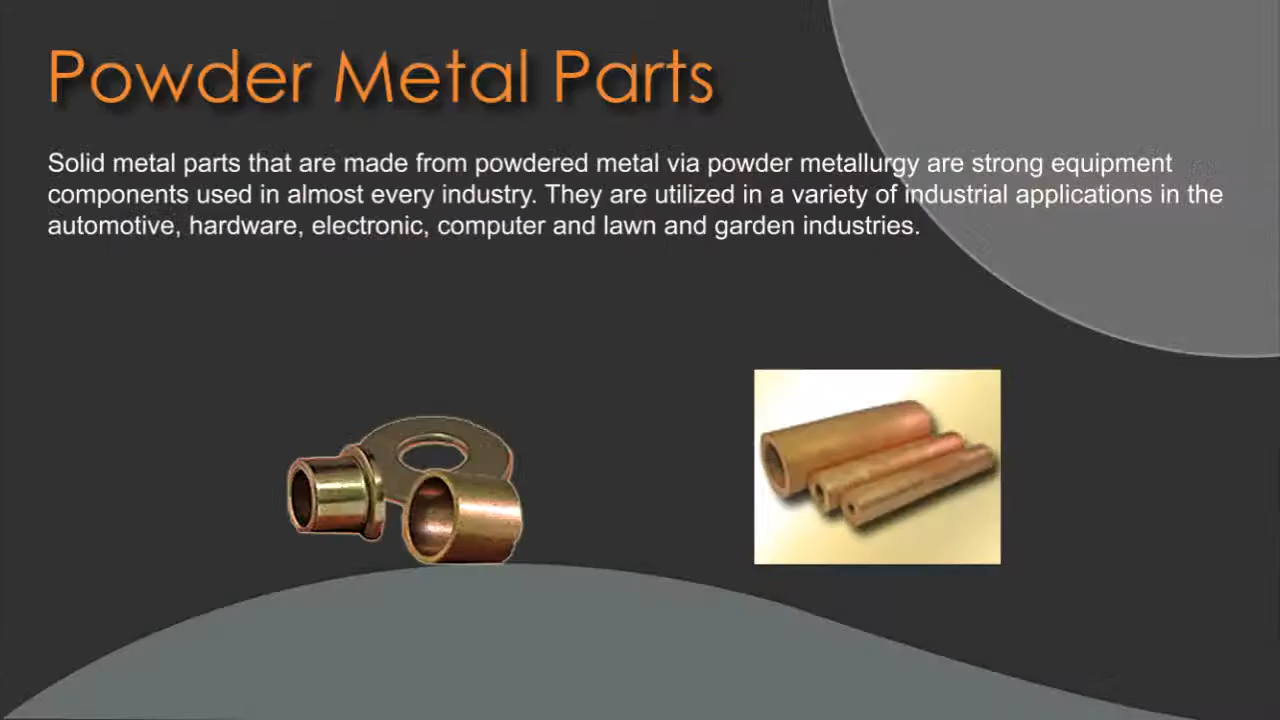 Powder Metal Parts
Solid metal parts that are made from powdered metal via powder metallurgy are strong equipment
components used in almost every industry. They are utilized in a variety of industrial applications in the
automotive, hardware, electronic, computer and lawn and garden industries.